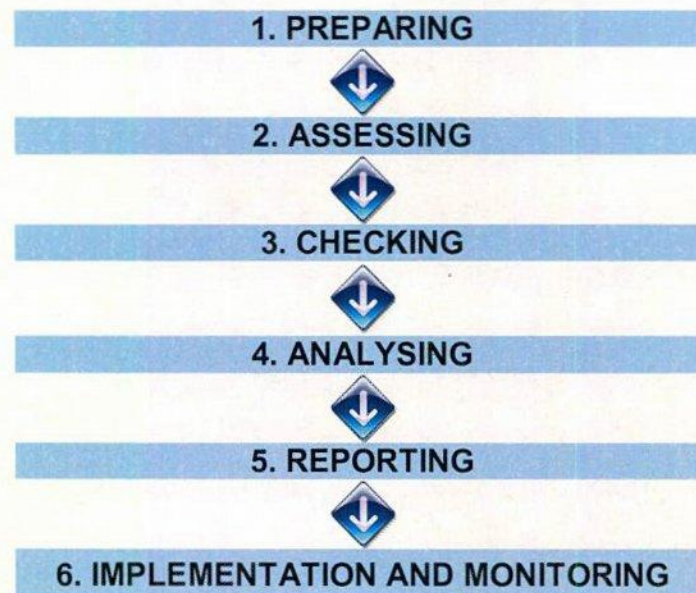 1. PREPARING
2. ASSESSING
3. CHECKING
4. ANALYSING
5. REPORTING
6. IMPLEMENTATION AND MONITORING